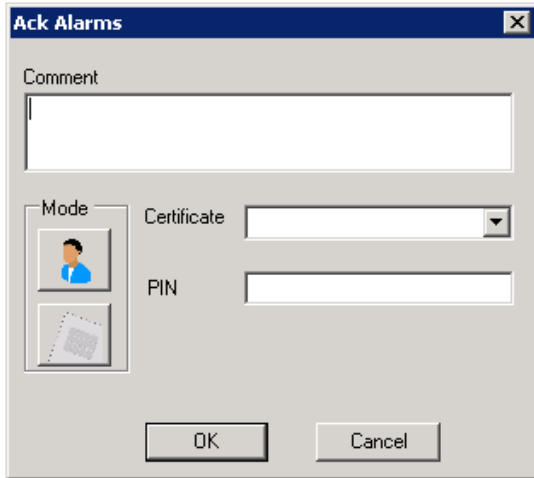 Ack Alarms
Comment
Mode
Certificate
PIN
OK
Cancel